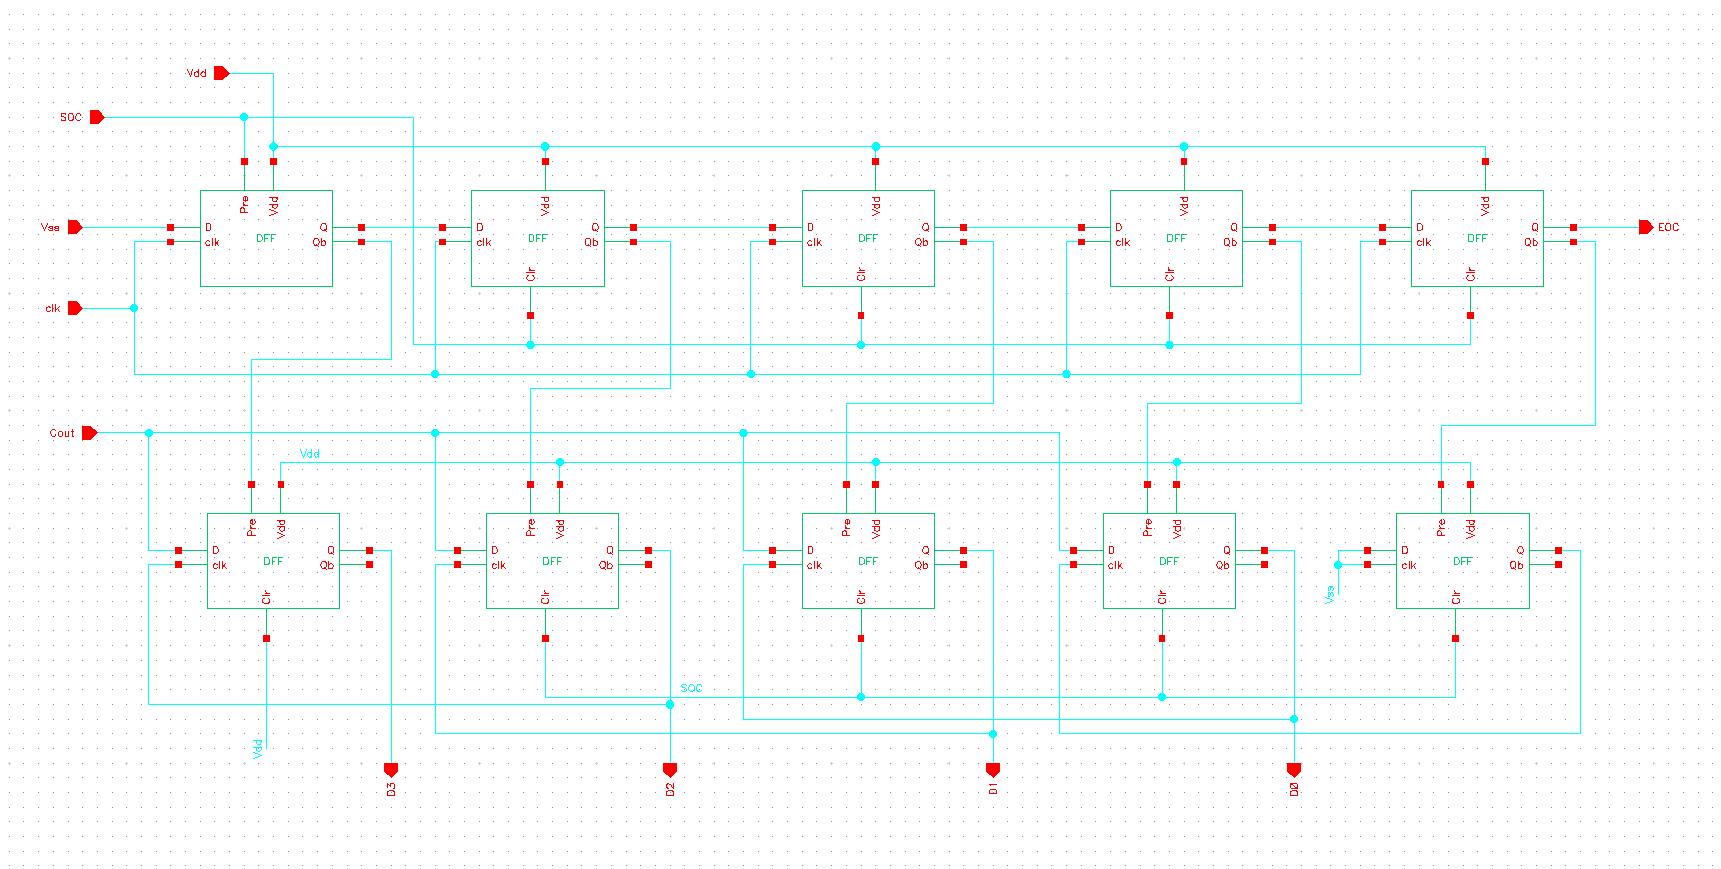 Vdd
SOC
Pre Vdd Vdd Vdd Vdd Vdd
Vss D Q D Q D Q D Q D Q EOC
DFF DFF DFF DFF DFF
clk Qb clk Qb clk Qb clk Qb clk Qb
Clr Clr Clr Clr
clk
Cout
Vdd
Pre Vdd Pre Vdd Pre Vdd Pre Vdd Pre Vdd
D Q D Q D Q D Q D Q
DFF DFF DFF DFF DFF
clk Qb clk Qb clk Qb clk Qb clk Qb
Clr Clr Clr Clr Clr
Vss
SOC
Vdd
D3 D2 D1 D0